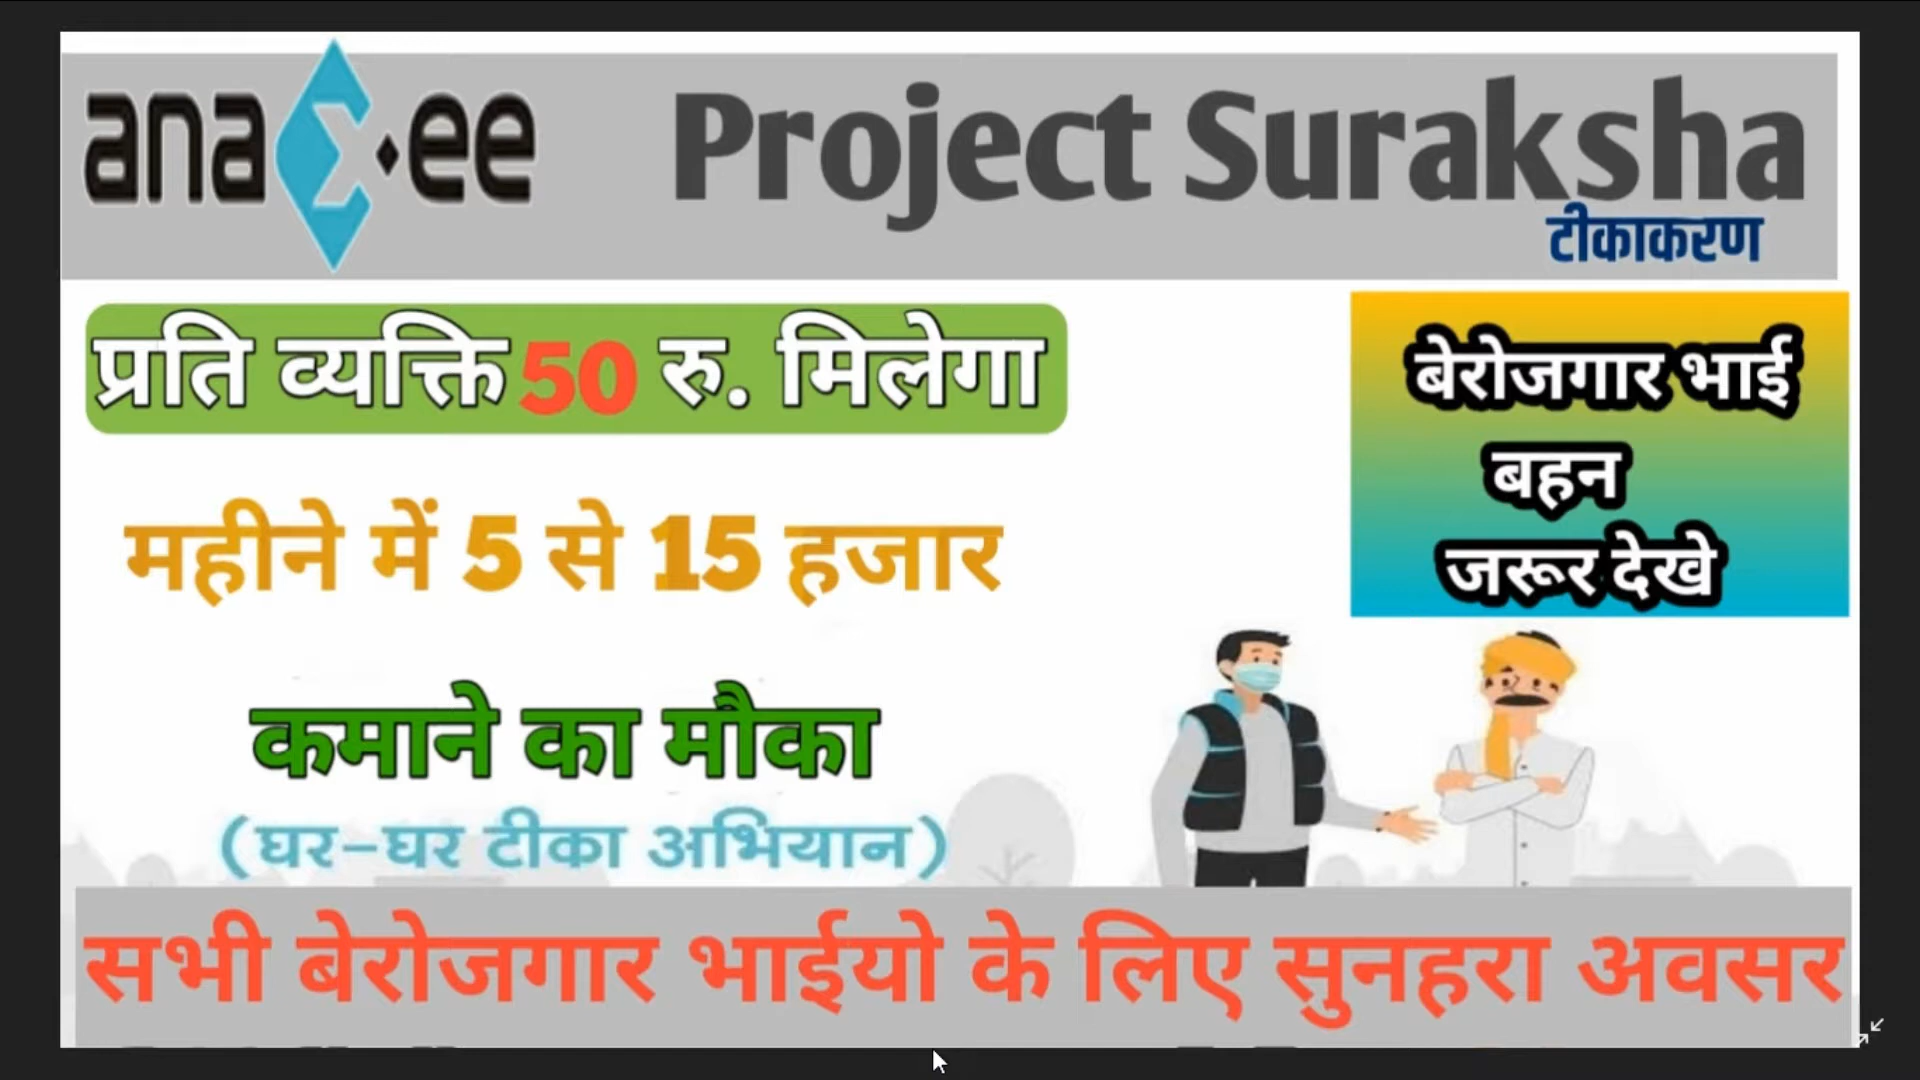 anaxee
Project Suraksha
टीकाकरण
प्रति व्यक्ति 50 रु. मिलेगा
महीने में 5 से 15 हजार
कमाने का मौका
(घर-घर टीका अभियान)
बेरोजगार भाई
बहन
जरूर देखे
सभी बेरोजगार भाईयो के लिए सुनहरा अवसर